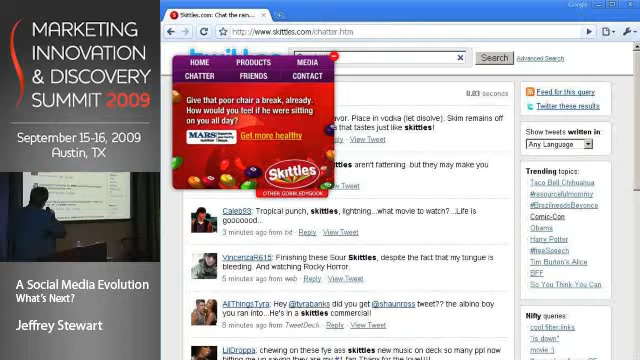 MARKETING
INNOVATION
& DISCOVERY
SUMMIT 2009
September 15-16, 2009
Austin, TX
A Social Media Evolution
What's Next?
Jeffrey Stewart
Google
Skittles.com: Chat the rain...
http://www.skittles.com/chatter.htm
HOME PRODUCTS MEDIA
CHATTER FRIENDS CONTACT
Give that poor chair a break, already.
How would you feel if he were sitting
on you all day?
MARS
Get more healthy
Skittles
OTHER GOBBLEDYGOOK
Search
Advanced Search
0.03 seconds
avor. Place in vodka (let disolve). Skim off
that tastes just like skittles!
View Tweet
skittles aren't fattening, but they may make you
View Tweet
Caleb93: Tropical punch, skittles, lightning...what movie to watch?...Life is
gooooood..
3 minutes ago from txt · Reply · View Tweet
VincenzaR615: Finishing these Sour Skittles, despite the fact that my tongue is
bleeding. And watching Rocky Horror.
5 minutes ago from web · Reply · View Tweet
AllThingsTyra: Hey @tyrabanks did you get @shaunross tweet?? the albino boy
you ran into... He's in a skittles commercial!
6 minutes ago from TweetDeck · Reply · View Tweet
LilDroppa: chewing on these fye ass skittles new music on deck so many ppl now
Feed for this query
Twitter these results
Show tweets written in:
Any Language
Trending topics:
Taco Bell Chihuahua
#resourcefulmommy
#BrazilneedsBeyonce
Comic-Con
Obama
Harry Potter
#freeSpeech
Tim Burton's Alice
BFF
So You Think You Can
Nifty queries:
cool filter:links
"is down"
movie :)